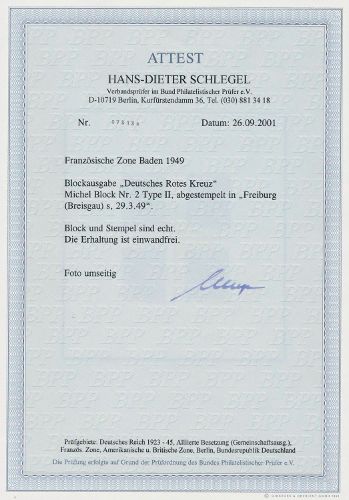 ATTEST
HANS-DIETER SCHLEGEL
Verbandsprüfer im Bund Philatelistischer Prüfer e.V.
D-10719 Berlin, Kurfürstendamm 36, Tel. (030) 881 34 18
Nr. Datum: 26.09.2001
Französische Zone Baden 1949
Blockausgabe „Deutsches Rotes Kreuz"
Michel Block Nr. 2 Type II, abgestempelt in „Freiburg
(Breisgau) s, 29.3.49".
Block und Stempel sind echt.
Die Erhaltung ist einwandfrei.
Foto umseitig
Prüfgebiete: Deutsches Reich 1923 - 45, Alliierte Besetzung (Gemeinschaftsausg.),
Französ. Zone, Amerikanische u. Britische Zone, Berlin, Bundesrepublik Deutschland
Die Prüfung erfolgte auf Grund der Prüfordnung des Bundes Philatelistischer Prüfer e.V.